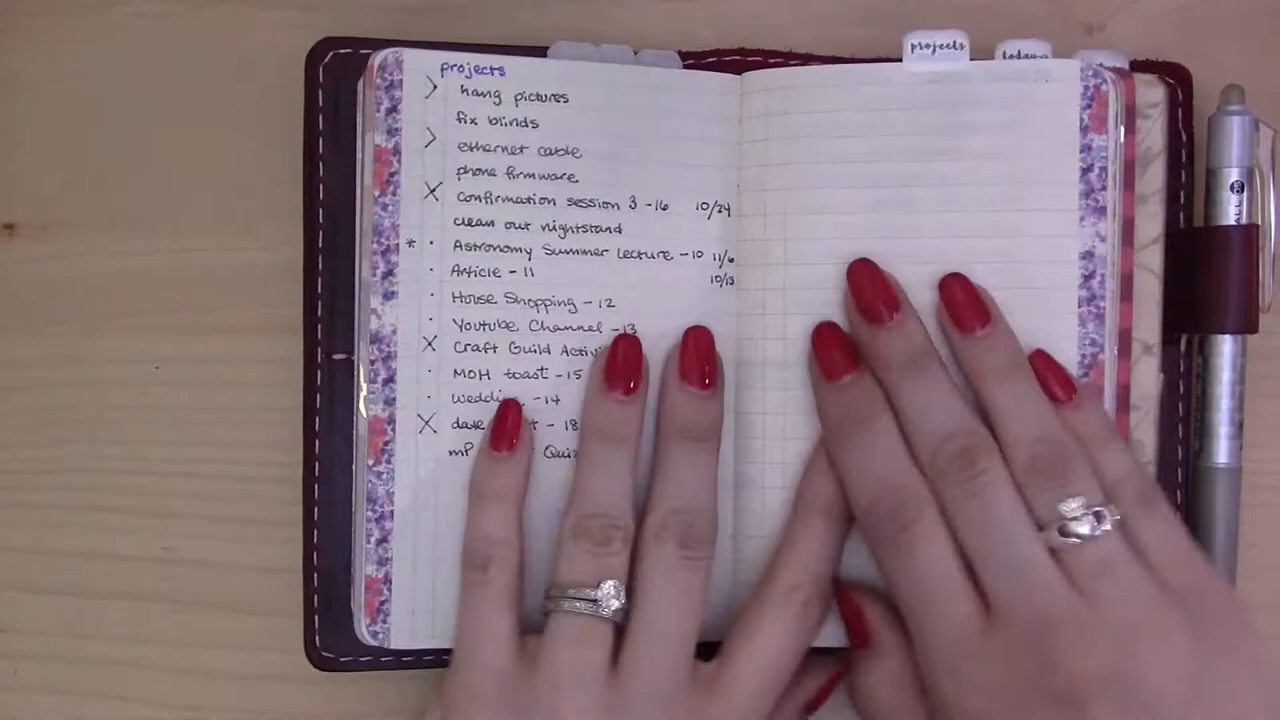 projects
today
projects
> hang pictures
fix blinds
> ethernet cable
phone firmware
X confirmation session 3 -16 10/24
clean out nightstand
* · Astronomy Summer Lecture -10 11/6
· Article - 11 10/13
· House Shopping - 12
· Youtube Channel -13
X Craft Guild
· MOH toast -15
· -14
X - 18